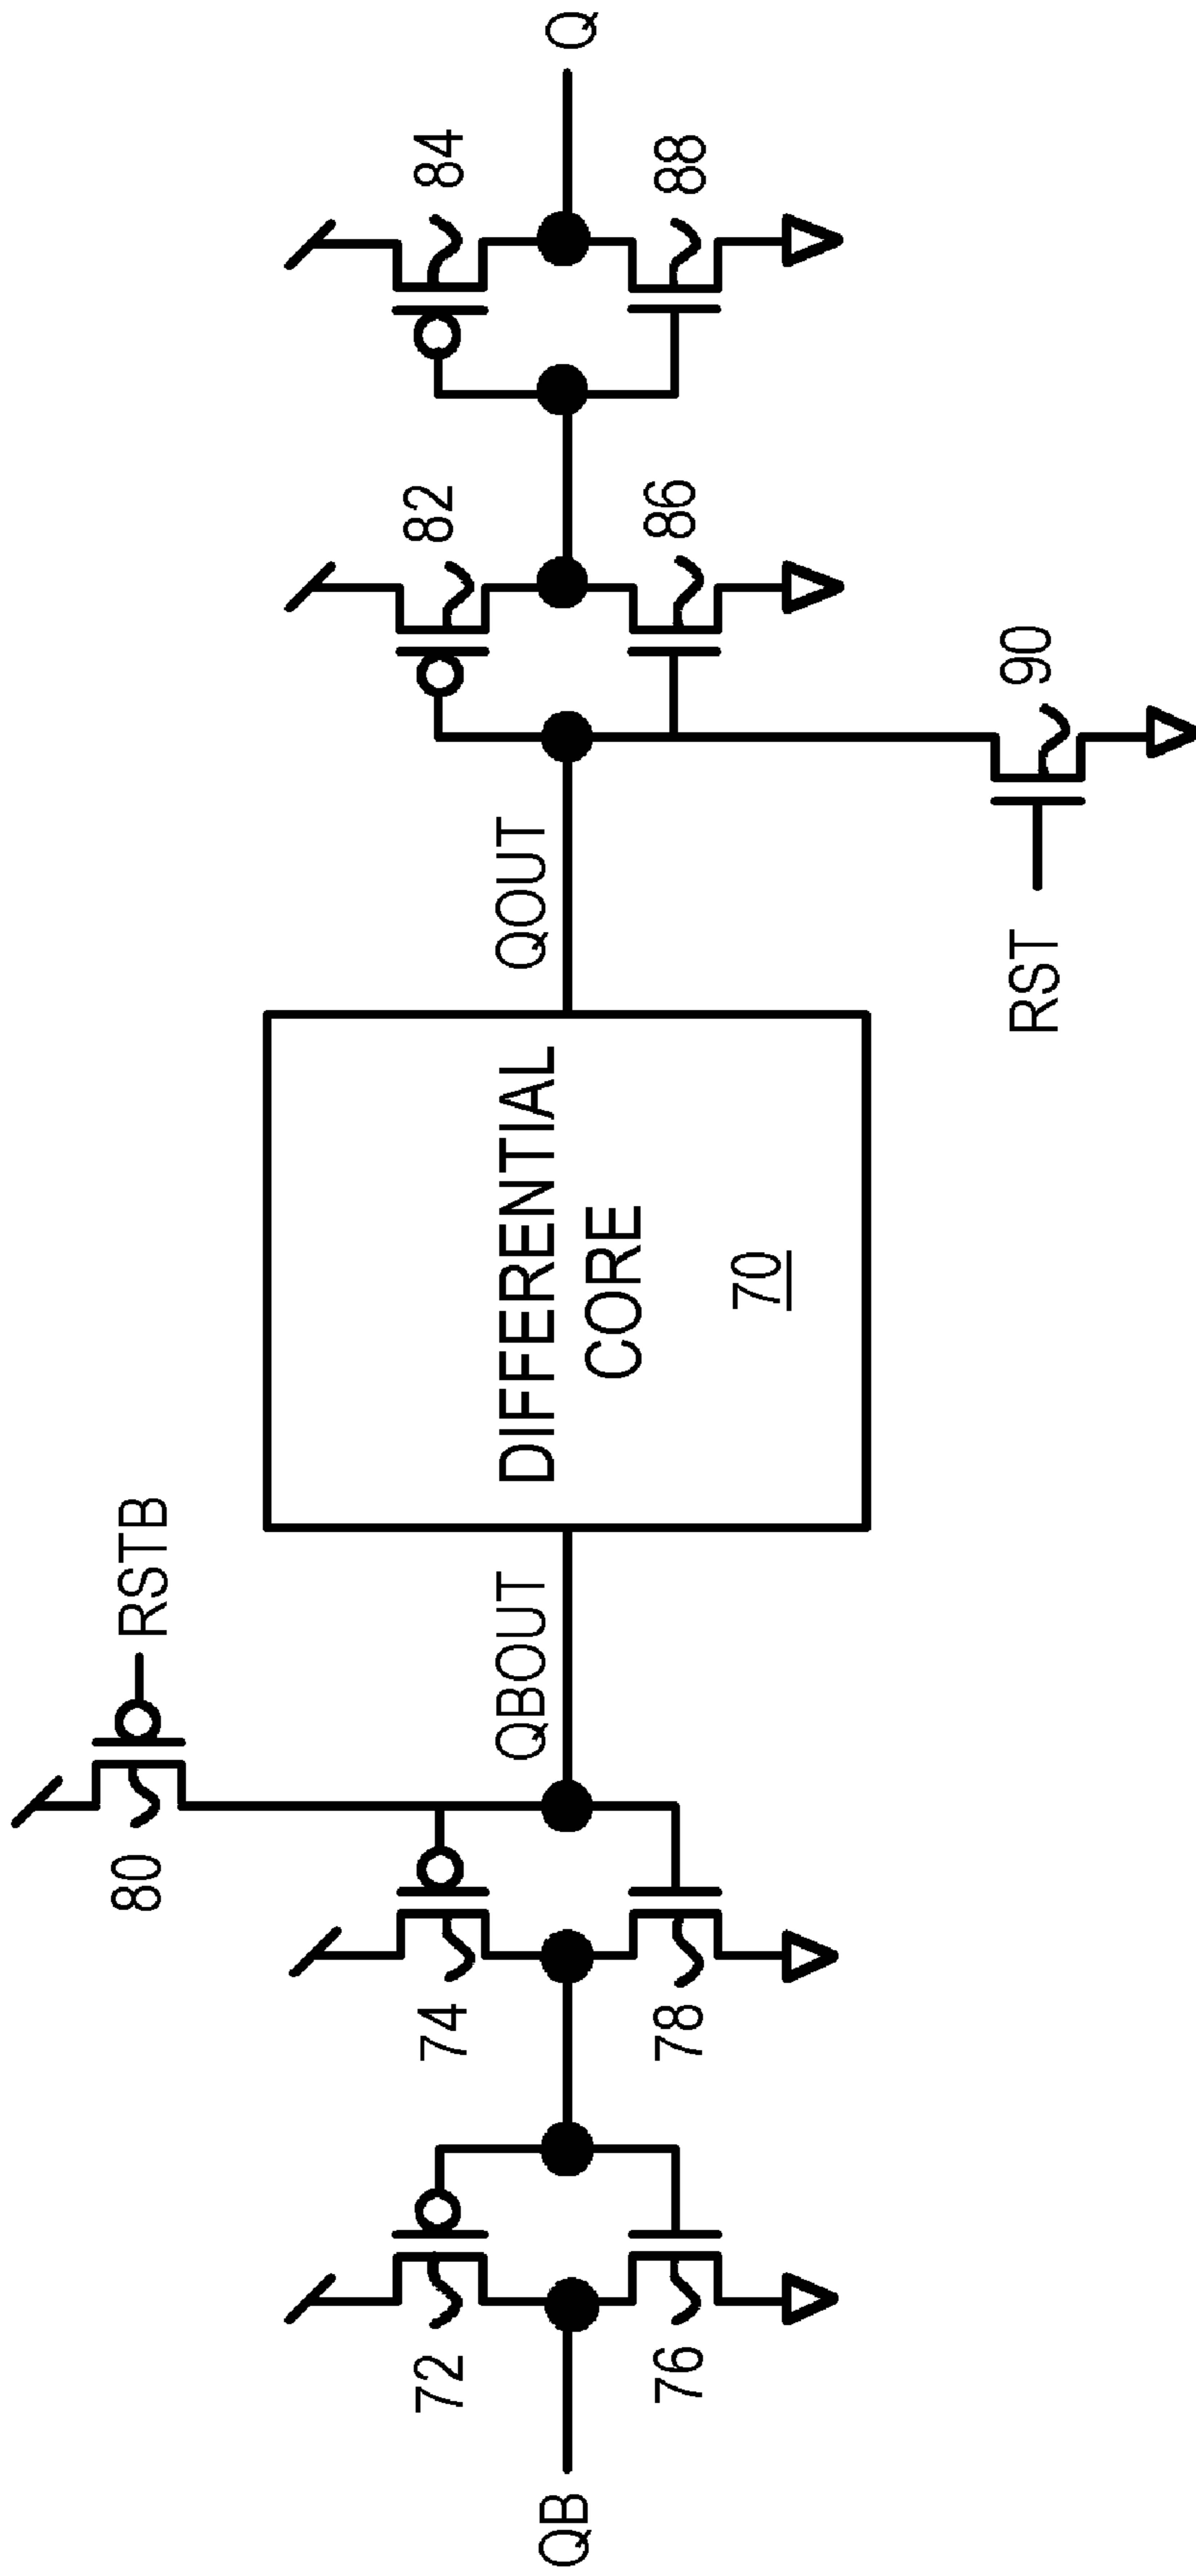 80
RSTB
72
74
82
84
QB
QBOUT
DIFFERENTIAL
CORE
70
QOUT
Q
76
78
86
88
RST
90